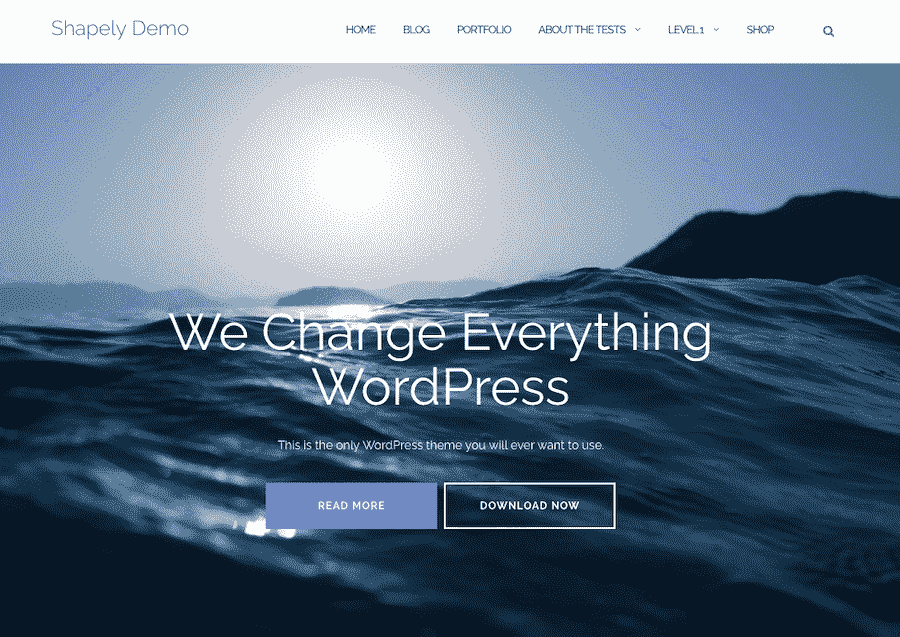 Shapely Demo
HOME BLOG PORTFOLIO ABOUT THE TESTS LEVEL 1 SHOP
We Change Everything
WordPress
This is the only WordPress theme you will ever want to use.
READ MORE DOWNLOAD NOW